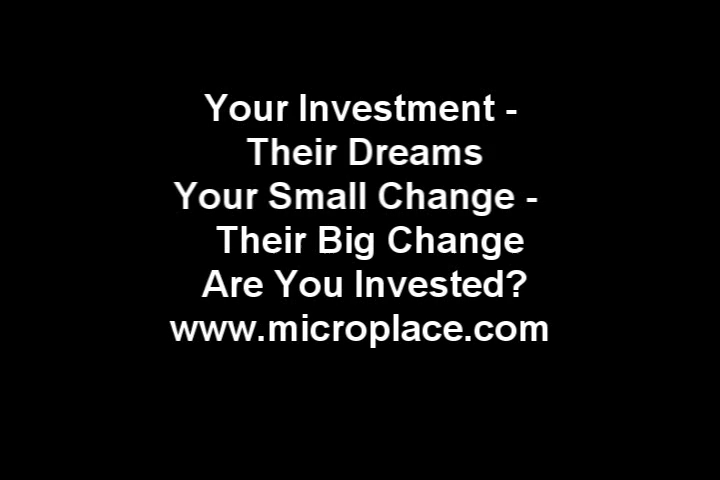 Your Investment -
Their Dreams
Your Small Change -
Their Big Change
Are You Invested?
www.microplace.com